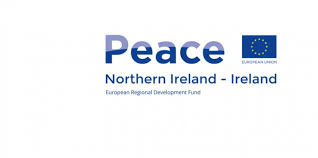 Peace
EUROPEAN UNION
Northern Ireland - Ireland
European Regional Development Fund